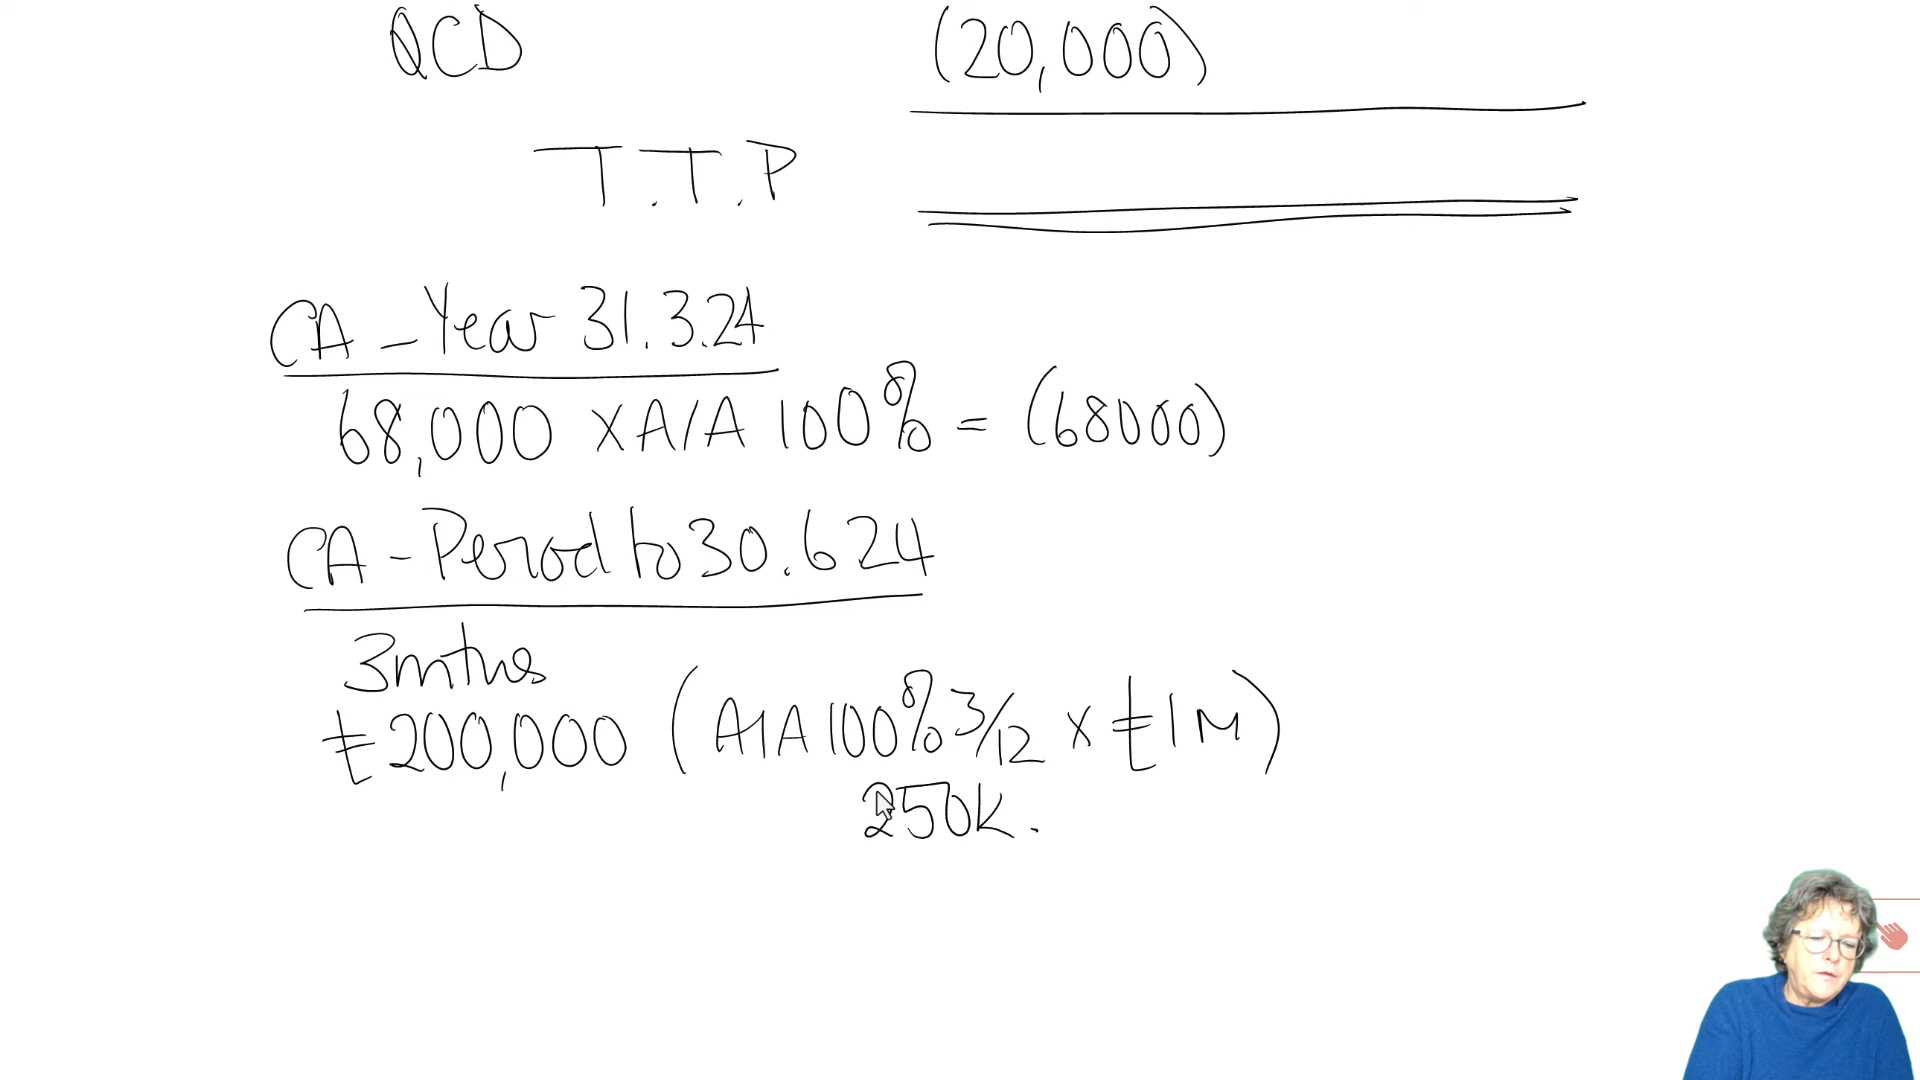 QCD (20,000)
T.T.P
CA - Year 31.3.24
68,000 x AIA 100% = (68000)
CA - Period to 30.6.24
3mths
£200,000 (AIA 100% 3/12 x £1M)
250K.